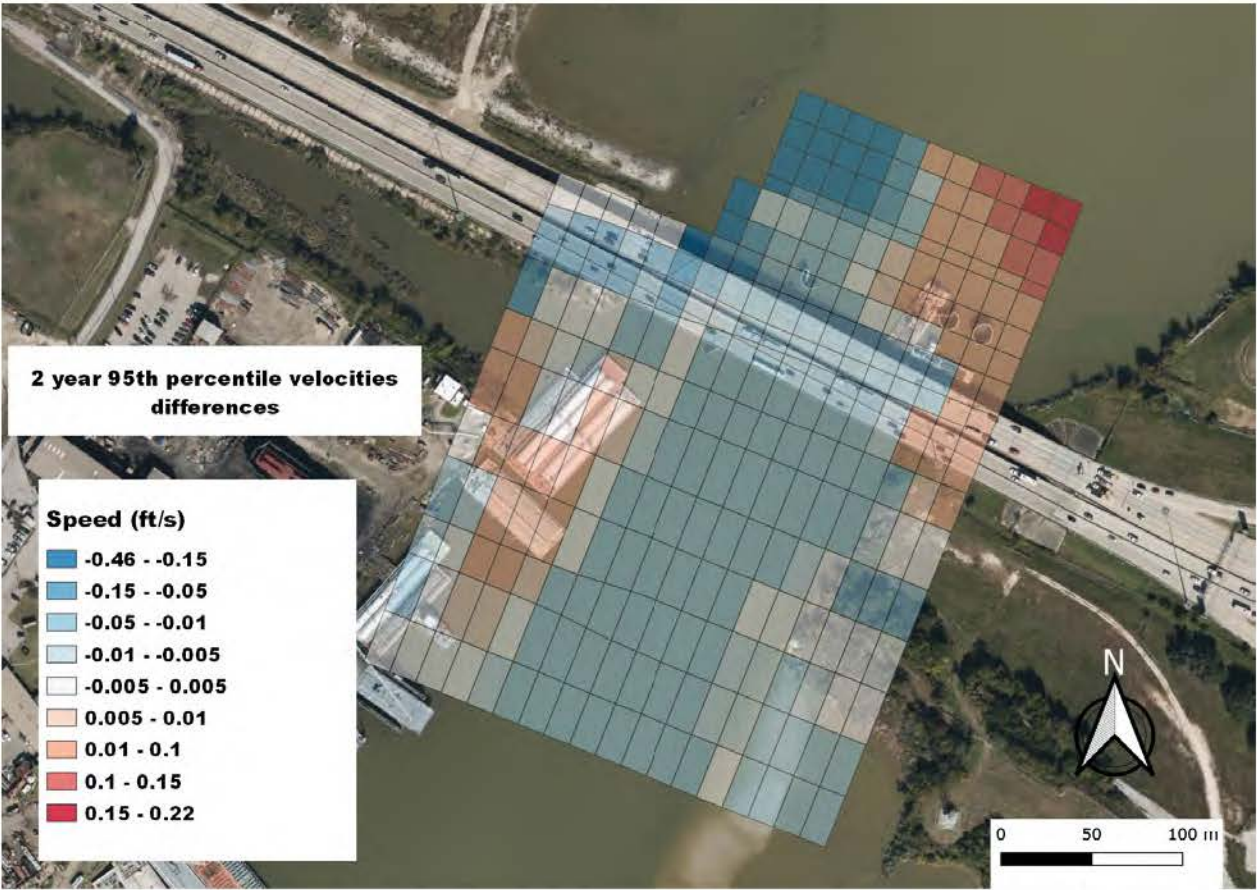 2 year 95th percentile velocities
differences
Speed (ft/s)
-0.46 - -0.15
-0.15 - -0.05
-0.05 - -0.01
-0.01 - -0.005
-0.005 - 0.005
0.005 - 0.01
0.01 - 0.1
0.1 - 0.15
0.15 - 0.22
N
0 50 100 m